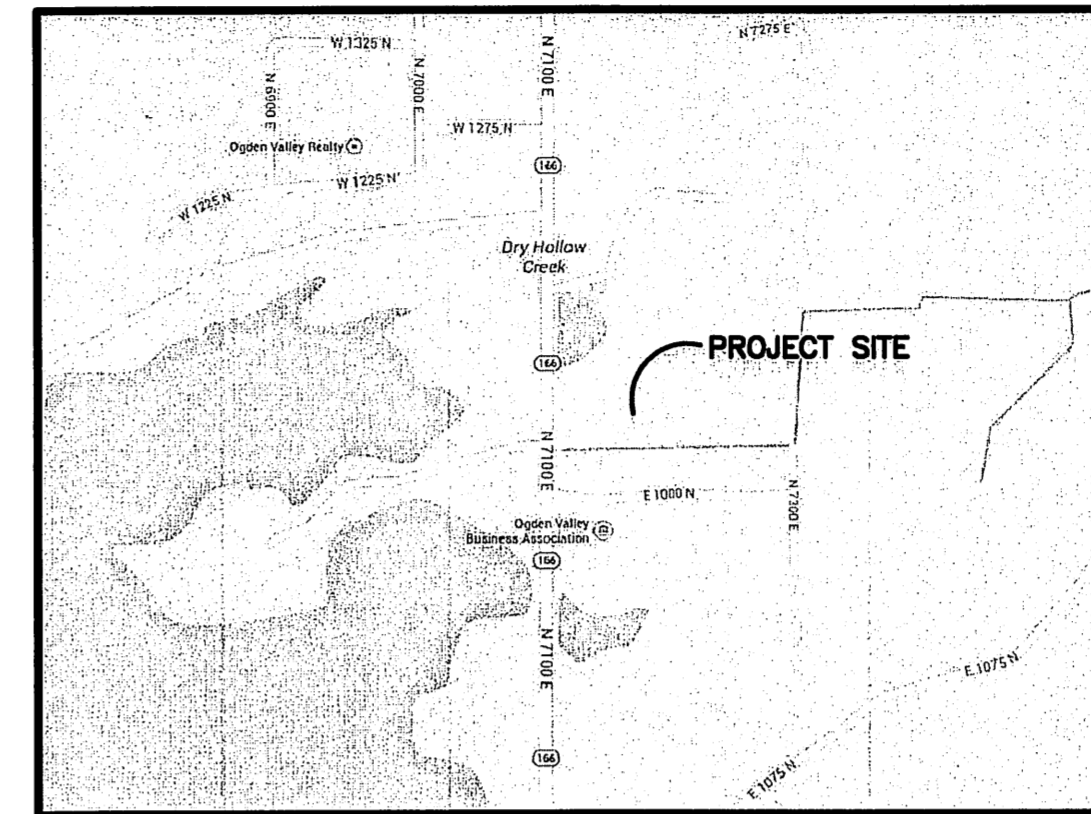 W 1325 N
N 7100 E
N 7275 E
N 6900 E
N 7000 E
W 1275 N
Ogden Valley Realty
166
W 1225 N
W 1225 N
Dry Hollow
Creek
PROJECT SITE
166
N 7100 E
E 1000 N
N 7300 E
Ogden Valley
Business Association
166
N 7100 E
E 1075 N
166
E 1075 N